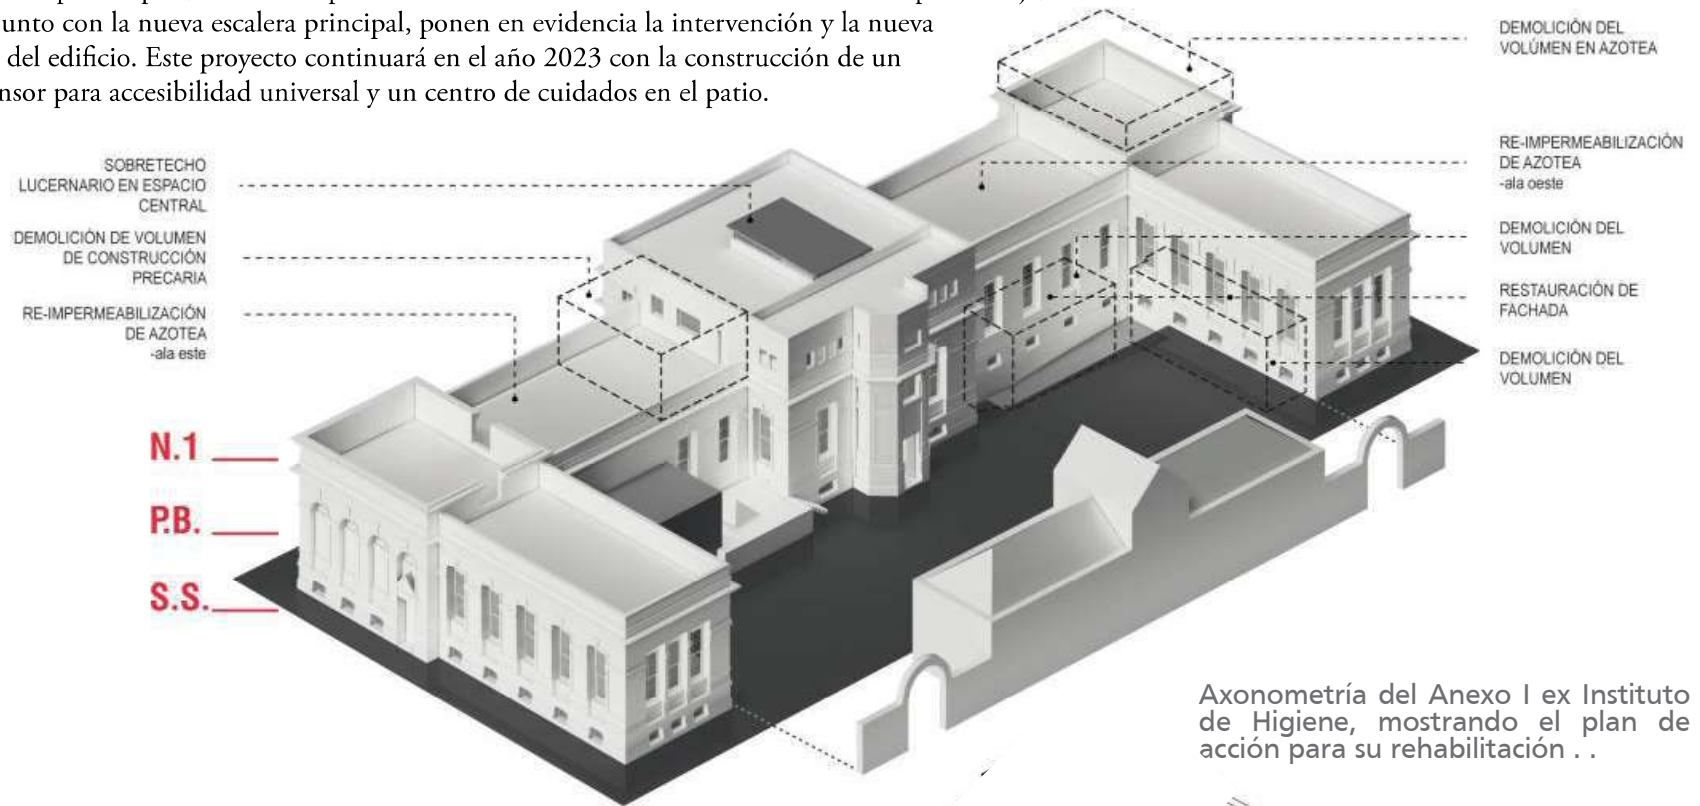 unto con la nueva escalera principal, ponen en evidencia la intervención y la nueva
del edificio. Este proyecto continuará en el año 2023 con la construcción de un
nsor para accesibilidad universal y un centro de cuidados en el patio.
SOBRETECHO
LUCERNARIO EN ESPACIO
CENTRAL
DEMOLICIÓN DE VOLUMEN
DE CONSTRUCCIÓN
PRECARIA
RE-IMPERMEABILIZACIÓN
DE AZOTEA
-ala este
N.1
P.B.
S.S.
DEMOLICIÓN DEL
VOLÚMEN EN AZOTEA
RE-IMPERMEABILIZACIÓN
DE AZOTEA
-ala oeste
DEMOLICIÓN DEL
VOLUMEN
RESTAURACIÓN DE
FACHADA
DEMOLICIÓN DEL
VOLUMEN
Axonometría del Anexo I ex Instituto
de Higiene, mostrando el plan de
acción para su rehabilitación . .